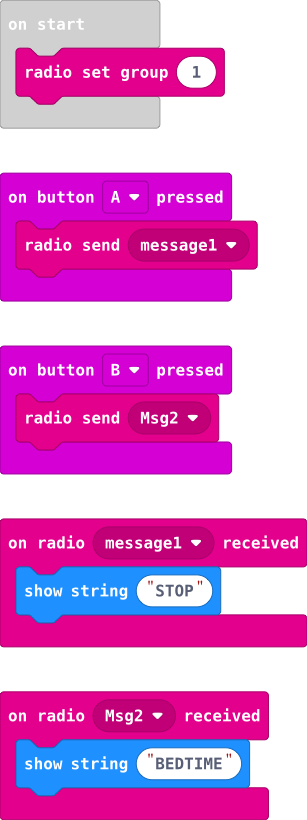 on start
radio set group 1
on button A pressed
radio send message1
on button B pressed
radio send Msg2
on radio message1 received
show string "STOP"
on radio Msg2 received
show string "BEDTIME"